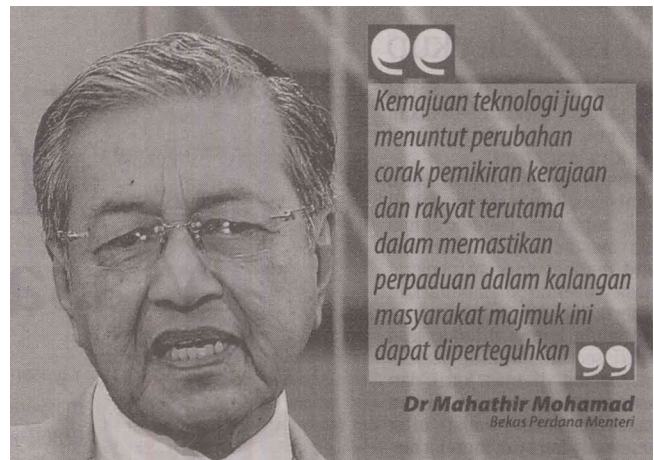 Kemajuan teknologi juga
menuntut perubahan
corak pemikiran kerajaan
dan rakyat terutama
dalam memastikan
perpaduan dalam kalangan
masyarakat majmuk ini
dapat diperteguhkan
Dr Mahathir Mohamad
Bekas Perdana Menteri